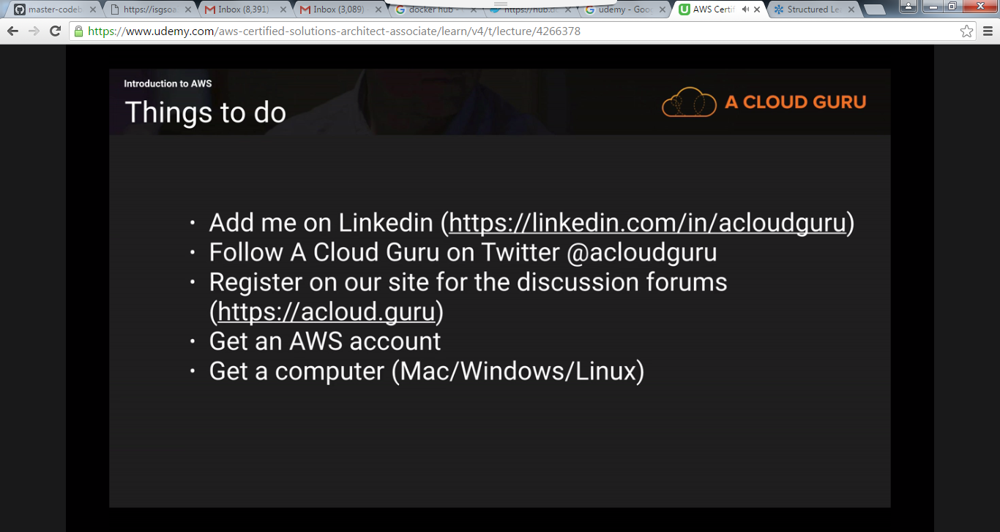 master-codeb
https://isgsoa
Inbox (8,391)
Inbox (3,089)
docker hub -
https://hub.d
udemy - Goo
AWS Certif
Structured Le
https://www.udemy.com/aws-certified-solutions-architect-associate/learn/v4/t/lecture/4266378
Introduction to AWS
Things to do
A CLOUD GURU
• Add me on Linkedin (https://linkedin.com/in/acloudguru)
• Follow A Cloud Guru on Twitter @acloudguru
• Register on our site for the discussion forums
(https://acloud.guru)
• Get an AWS account
• Get a computer (Mac/Windows/Linux)